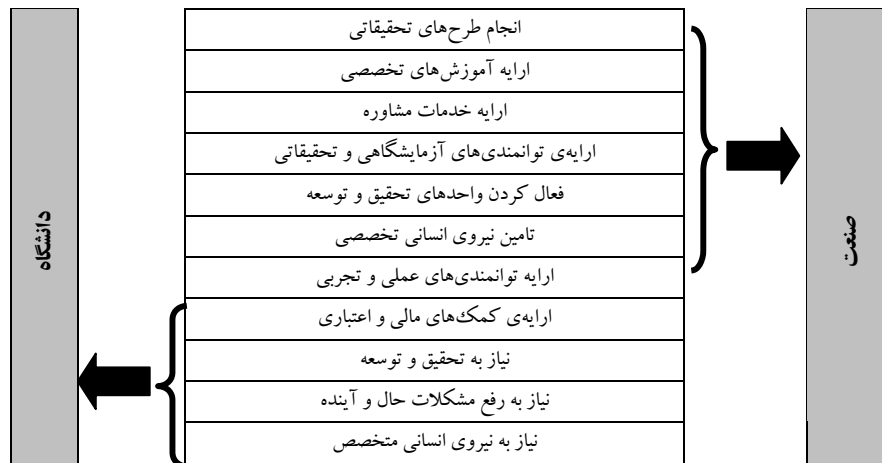 صنعت
انجام طرح‌های تحقیقاتی
ارایه آموزش‌های تخصصی
ارایه خدمات مشاوره
ارایه‌ی توانمندی‌های آزمایشگاهی و تحقیقاتی
فعال کردن واحدهای تحقیق و توسعه
تامین نیروی انسانی تخصصی
ارایه توانمندی‌های عملی و تجربی
ارایه‌ی کمک‌های مالی و اعتباری
نیاز به تحقیق و توسعه
نیاز به رفع مشکلات حال و آینده
نیاز به نیروی انسانی متخصص
دانشگاه